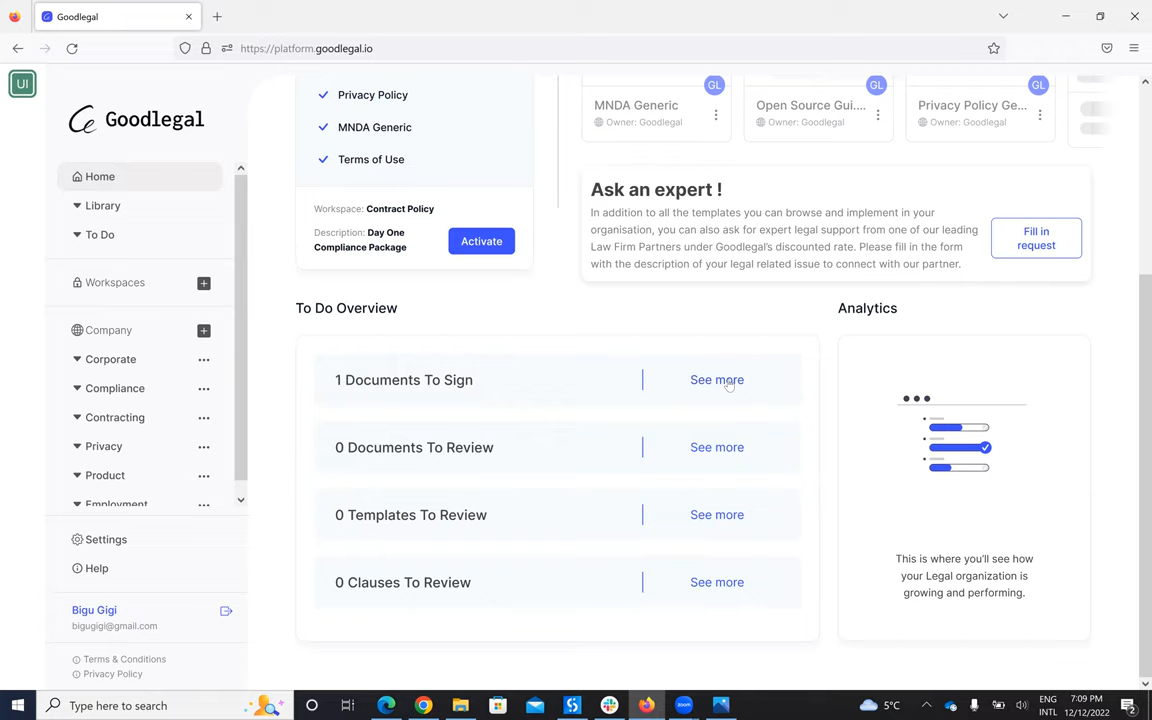 Goodlegal
https://platform.goodlegal.io
UI
Goodlegal
Home
Library
To Do
Workspaces
Company
Corporate
Compliance
Contracting
Privacy
Product
Employment
Settings
Help
Bigu Gigi
bigugigi@gmail.com
Terms & Conditions
Privacy Policy
Privacy Policy
MNDA Generic
Terms of Use
Workspace: Contract Policy
Description: Day One
Compliance Package
Activate
GL
GL
GL
MNDA Generic
Owner: Goodlegal
Open Source Gui....
Owner: Goodlegal
Privacy Policy Ge...
Owner: Goodlegal
Ask an expert !
In addition to all the templates you can browse and implement in your
organisation, you can also ask for expert legal support from one of our leading
Law Firm Partners under Goodlegal's discounted rate. Please fill in the form
with the description of your legal related issue to connect with our partner.
Fill in
request
To Do Overview
1 Documents To Sign
See more
0 Documents To Review
See more
0 Templates To Review
See more
0 Clauses To Review
See more
Analytics
This is where you'll see how
your Legal organization is
growing and performing.
Type here to search
5°C
ENG
INTL
7:09 PM
12/12/2022
2